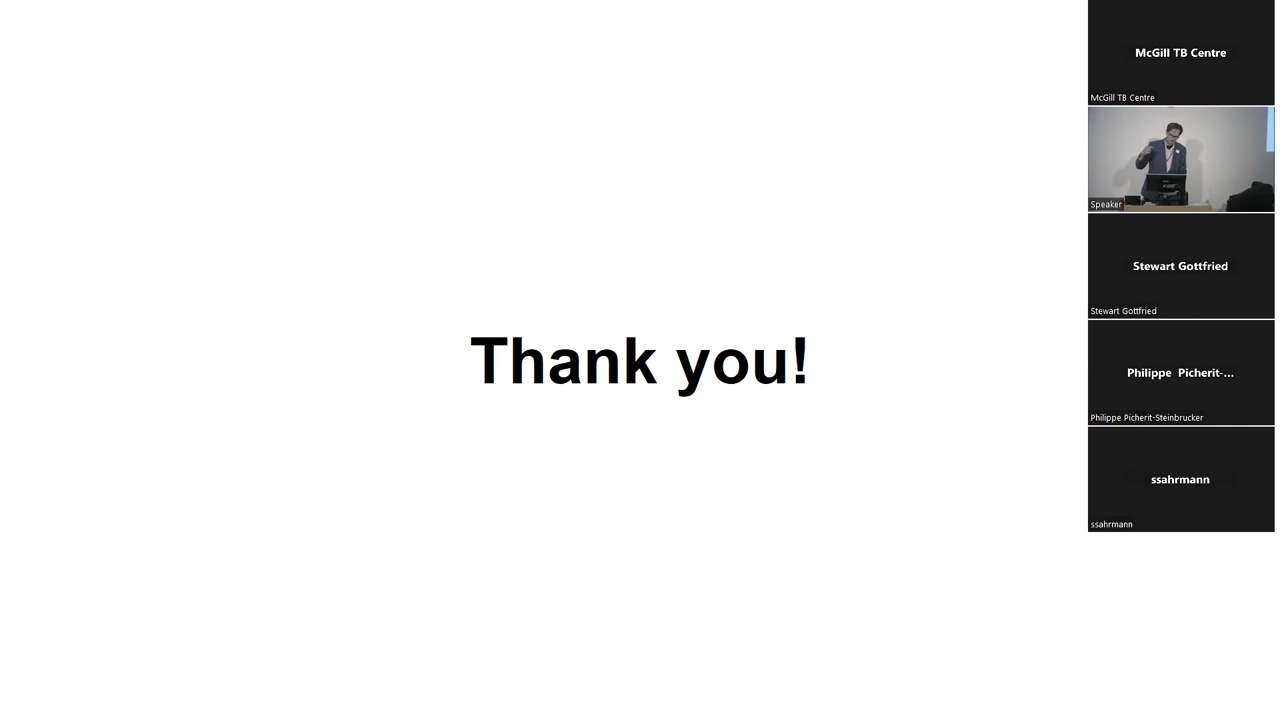 Thank you!
McGill TB Centre
McGill TB Centre
Speaker
Stewart Gottfried
Stewart Gottfried
Philippe Picherit-...
Philippe Picherit-Steinbrucker
ssahrmann
ssahrmann